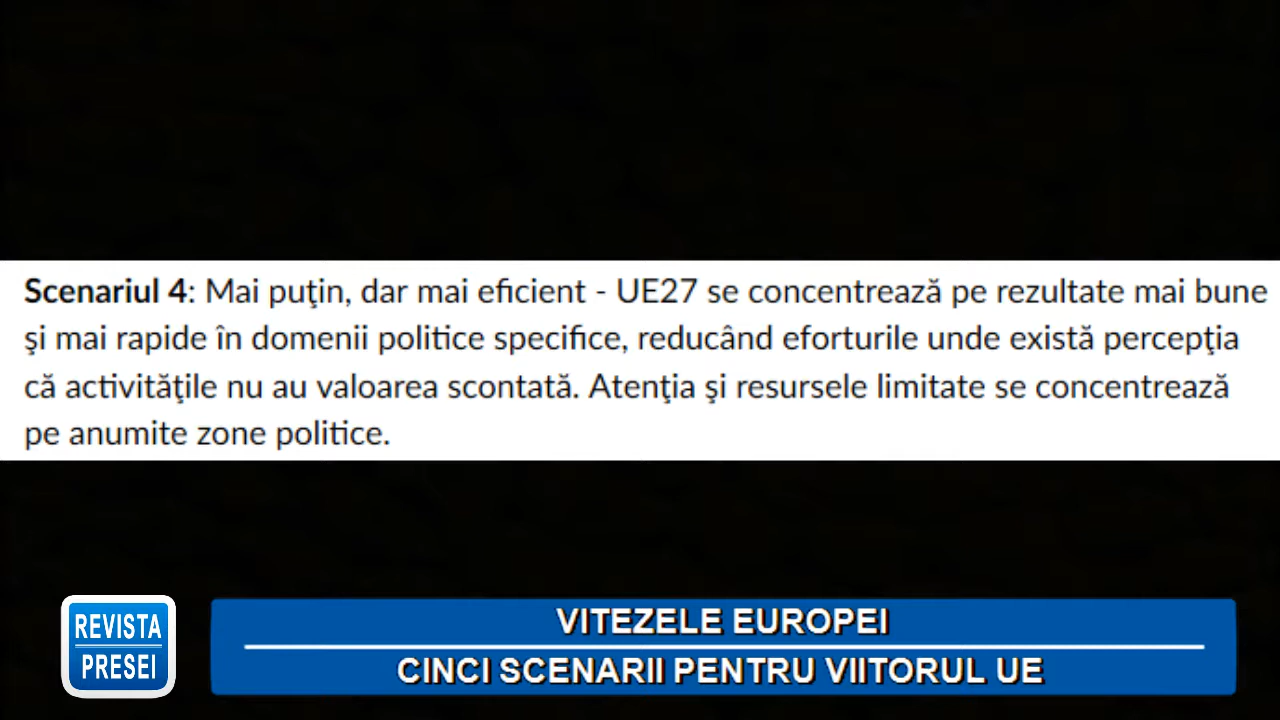 Scenariul 4: Mai puţin, dar mai eficient - UE27 se concentrează pe rezultate mai bune
şi mai rapide în domenii politice specifice, reducând eforturile unde există percepţia
că activităţile nu au valoarea scontată. Atenţia şi resursele limitate se concentrează
pe anumite zone politice.
REVISTA
PRESEI
VITEZELE EUROPEI
CINCI SCENARII PENTRU VIITORUL UE